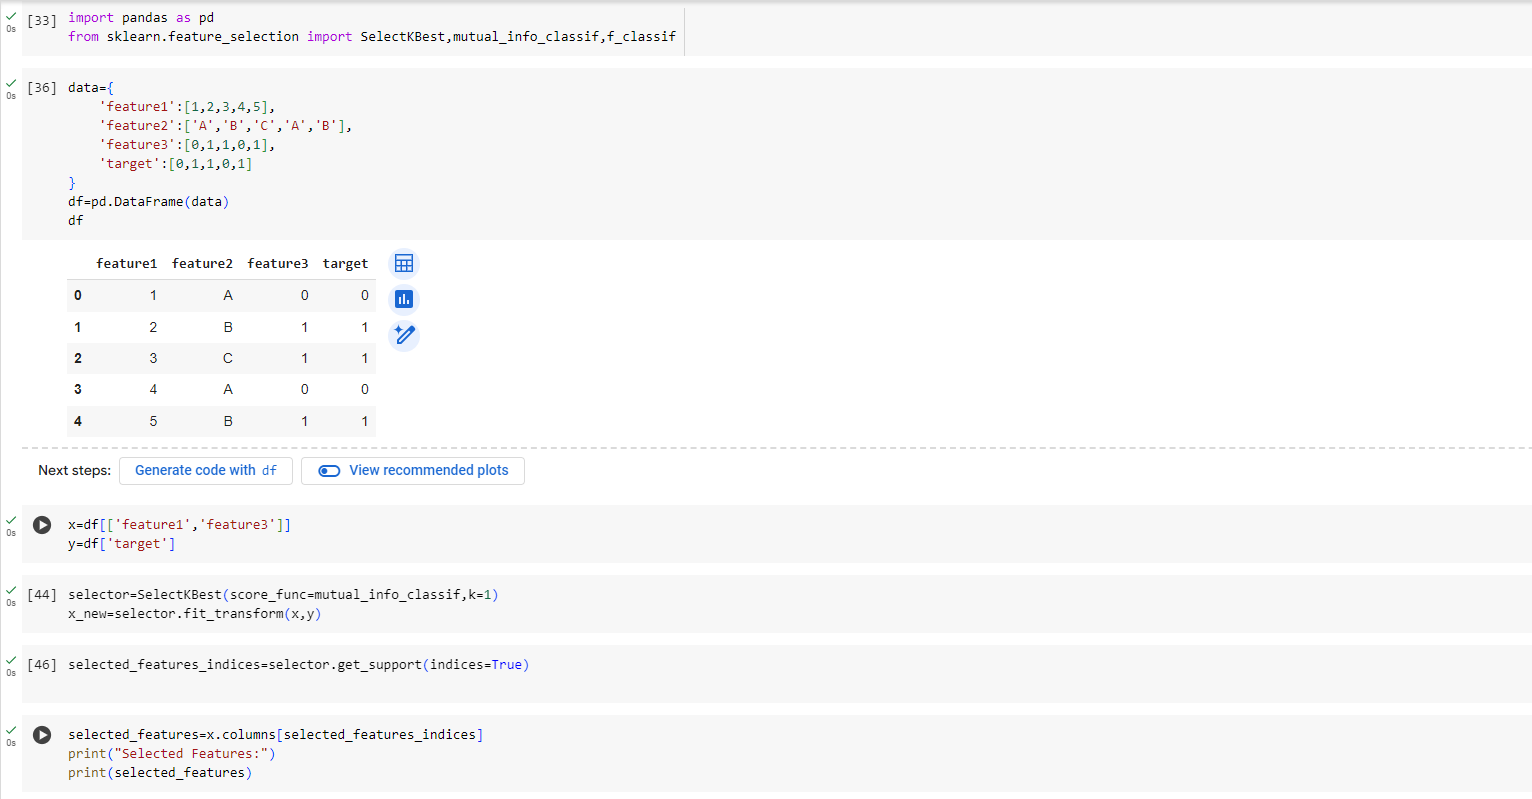 [33] import pandas as pd
0s from sklearn.feature_selection import SelectKBest,mutual_info_classif,f_classif
[36] data={
0s 'feature1':[1,2,3,4,5],
'feature2':['A','B','C','A','B'],
'feature3':[0,1,1,0,1],
'target':[0,1,1,0,1]
}
df=pd.DataFrame(data)
df
feature1 feature2 feature3 target
0 1 A 0 0
1 2 B 1 1
2 3 C 1 1
3 4 A 0 0
4 5 B 1 1
Next steps: Generate code with df View recommended plots
x=df[['feature1','feature3']]
0s y=df['target']
[44] selector=SelectKBest(score_func=mutual_info_classif,k=1)
0s x_new=selector.fit_transform(x,y)
[46] selected_features_indices=selector.get_support(indices=True)
0s
selected_features=x.columns[selected_features_indices]
0s print("Selected Features:")
print(selected_features)